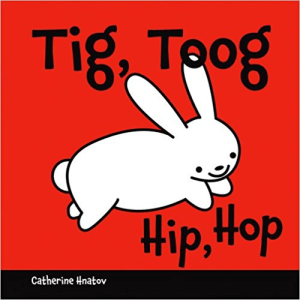 Tig, Toog
Hip, Hop
Catherine Hnatov